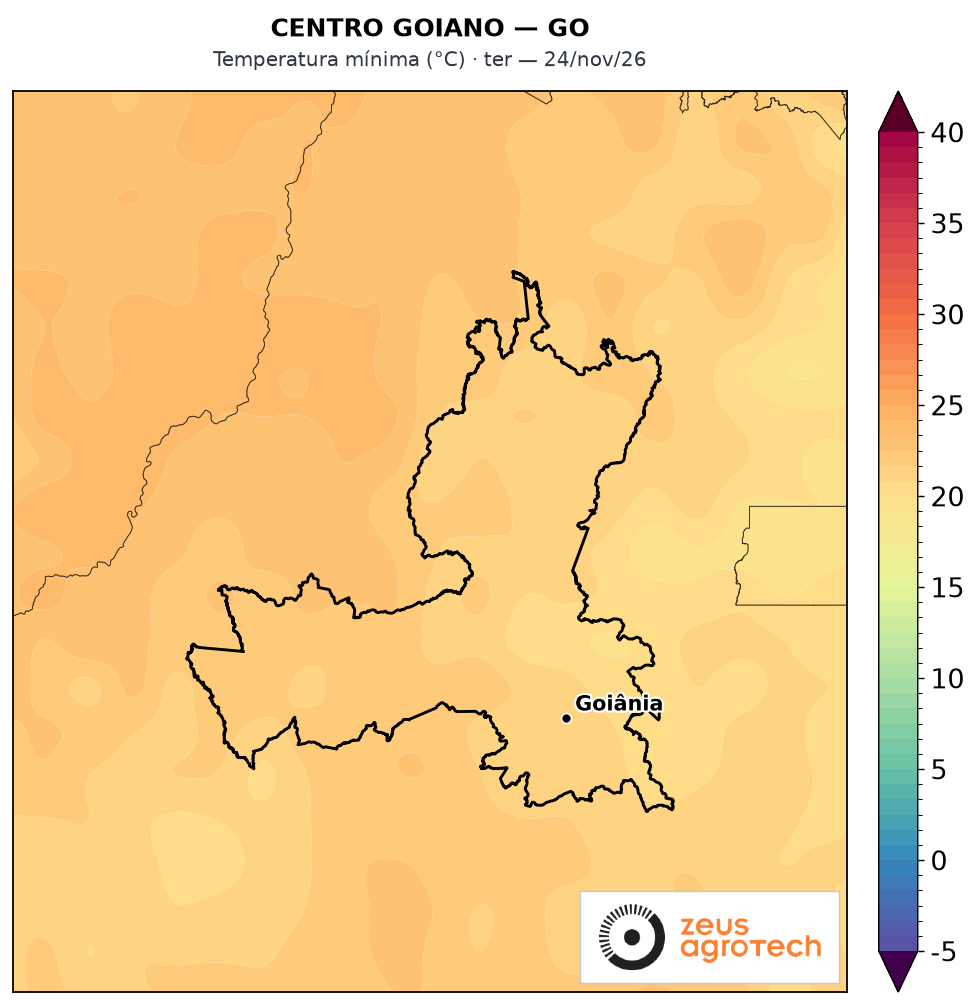 CENTRO GOIANO — GO
Temperatura mínima (°C) · ter — 24/nov/26
40
35
30
25
20
15
10
5
0
-5
Goiânia
zeus
agrotech